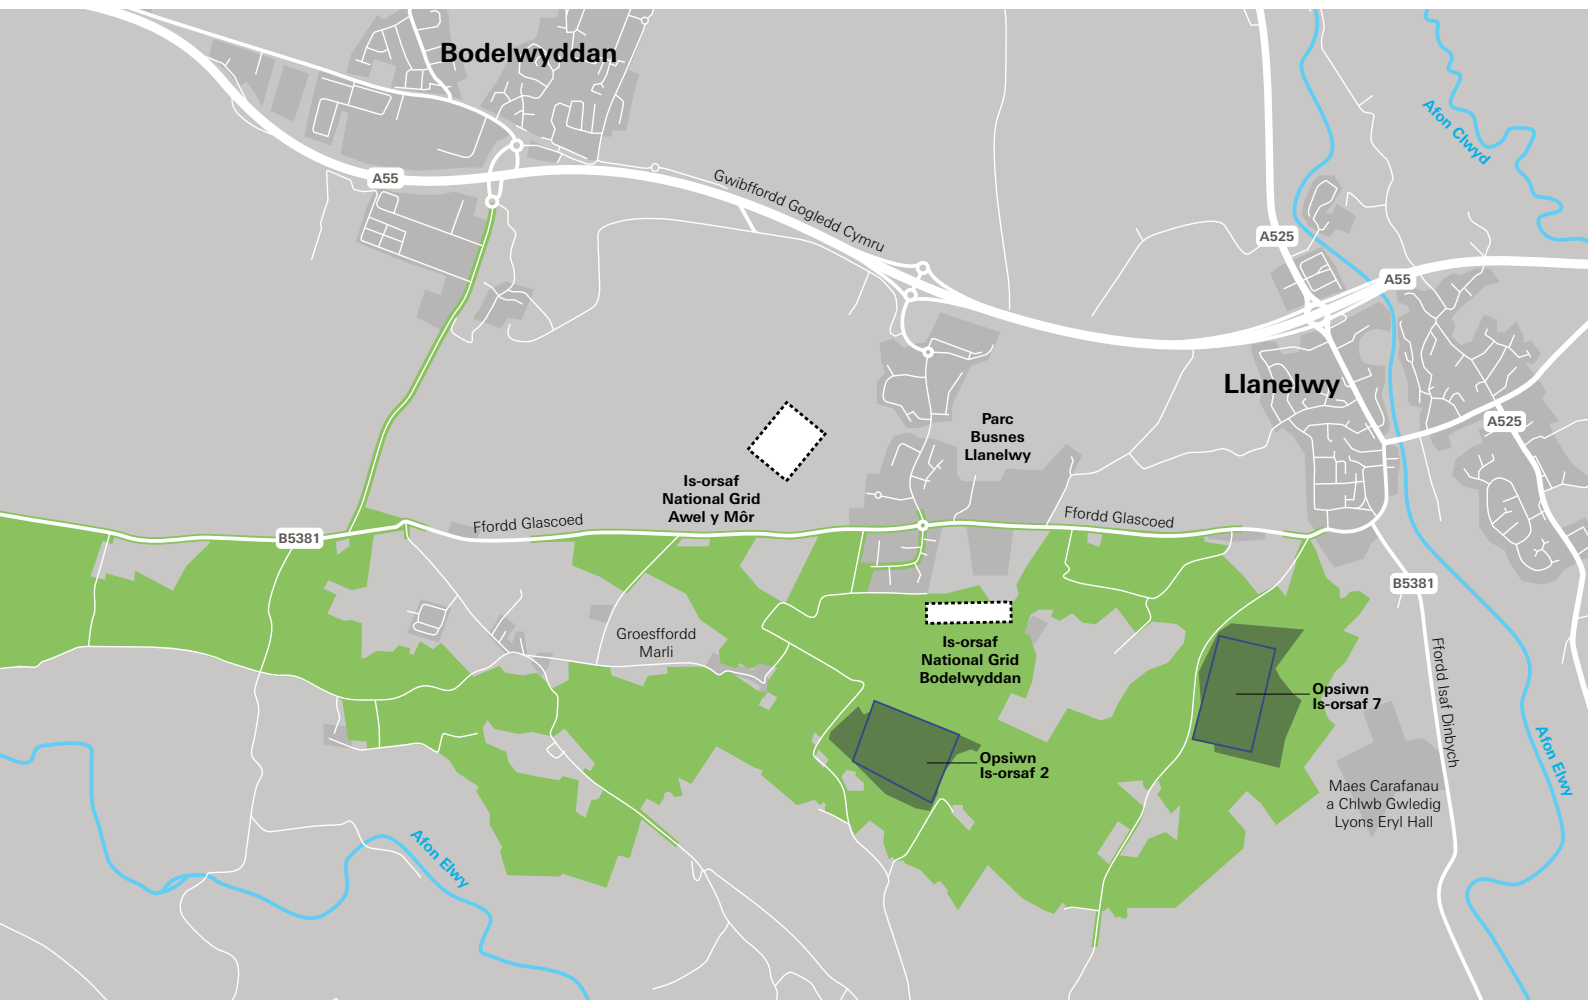 Bodelwyddan
Afon Clwyd
A55
Gwibffordd Gogledd Cymru
A525
A55
Llanelwy
Parc
Busnes
Llanelwy
A525
Is-orsaf
National Grid
Awel y Môr
Ffordd Glascoed
Ffordd Glascoed
B5381
B5381
Groesffordd
Marli
Is-orsaf
National Grid
Bodelwyddan
Ffordd Isaf Dinbych
Opsiwn
Is-orsaf 7
Opsiwn
Is-orsaf 2
Afon Elwy
Maes Carafanau
a Chlwb Gwledig
Lyons Eryl Hall
Afon Elwy